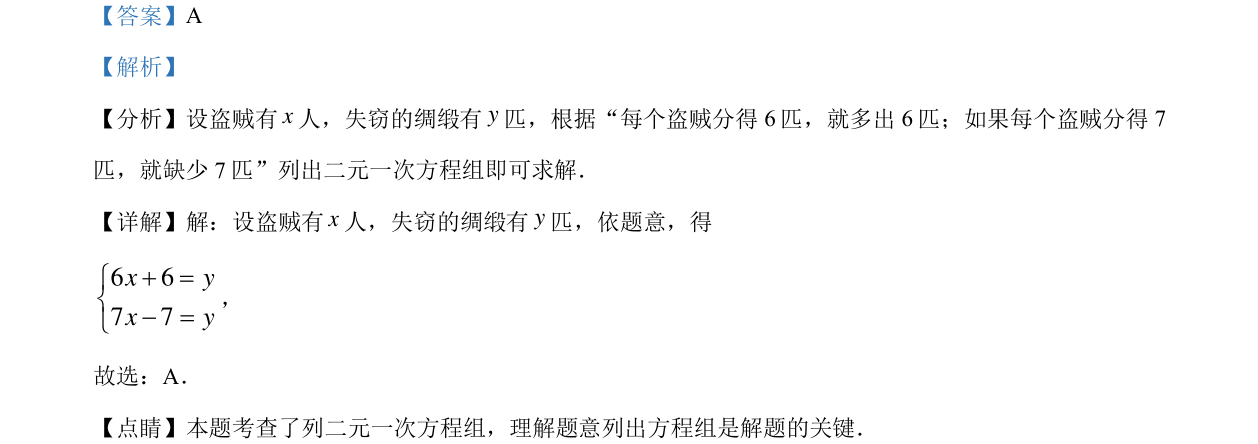 【答案】A
【解析】
【分析】设盗贼有 x 人，失窃的绸缎有 y 匹，根据“每个盗贼分得 6 匹，就多出 6 匹；如果每个盗贼分得 7
匹，就缺少 7 匹”列出二元一次方程组即可求解．
【详解】解：设盗贼有 x 人，失窃的绸缎有 y 匹，依题意，得
{6x+6= y
7x−7= y，
故选：A．
【点睛】本题考查了列二元一次方程组，理解题意列出方程组是解题的关键．